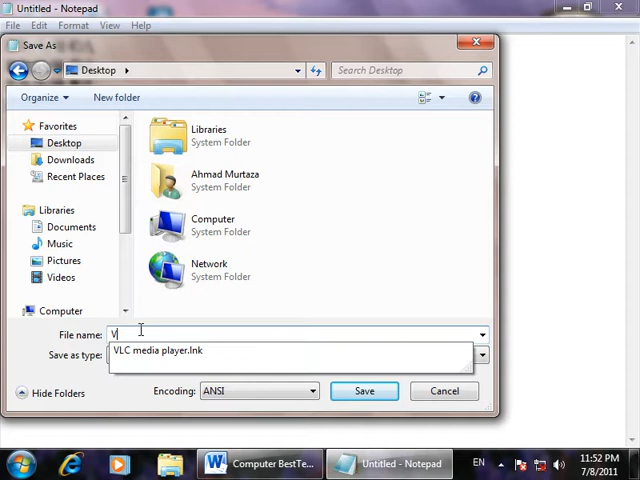 Untitled - Notepad
File Edit Format View Help
Save As
Desktop
Search Desktop
Organize New folder
Favorites
Desktop
Downloads
Recent Places
Libraries
Documents
Music
Pictures
Videos
Computer
Libraries
System Folder
Ahmad Murtaza
System Folder
Computer
System Folder
Network
System Folder
File name: V
VLC media player.lnk
Save as type:
Hide Folders
Encoding: ANSI
Save
Cancel
Computer BestTe...
Untitled - Notepad
EN
11:52 PM
7/8/2011